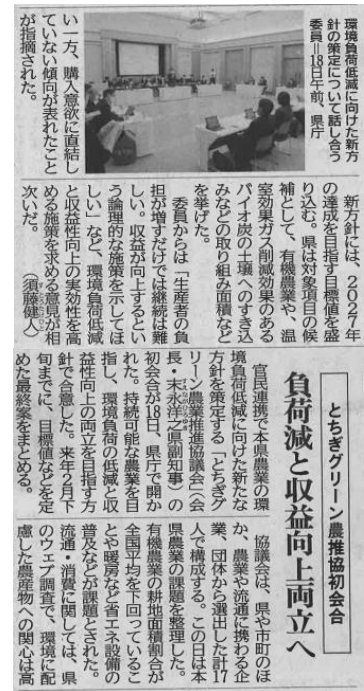 とちぎグリーン農推協初会合
負荷減と収益向上両立へ
官民連携で本県農業の環
境負荷低減に向けた新たな
方針を策定する「とちぎグ
リーン農業推進協議会」(会
長・末永洋之県副知事)の
初会合が18日、県庁で開か
れた。持続可能な農業を目
指し、環境負荷の低減と収
益性向上の両立を目指す方
針で合意した。来年2月下
旬までに、目標値などを定
めた最終案をまとめる。
協議会は、県や市町のほ
か、農業や流通に携わる企
業、団体から選出した計17
人で構成する。この日は本
県農業の課題を整理した。
有機農業の耕地面積割合が
全国平均を下回っているこ
とや暖房など省エネ設備の
普及などが課題とされた。
流通・消費に関しては、県
のウェブ調査で、環境に配
慮した農産物への関心は高
い一方、購入意欲に直結し
ていない傾向が表れたこと
が指摘された。
環境負荷低減に向けた新方
針の策定について話し合う
委員=18日午前、県庁
新方針には、2027年
の達成を目指す目標値を盛
り込む。県は対象項目の候
補として、有機農業や、温
室効果ガス削減効果のある
バイオ炭の土壌へのすき込
みなどの取り組み面積など
を挙げた。
委員からは「生産者の負
担が増すだけでは継続は難
しい。収益が向上するとい
う論理的な施策を示してほ
しい」など、環境負荷低減
と収益性向上の実効性を高
める施策を求める意見が相
次いだ。 (須藤健人)